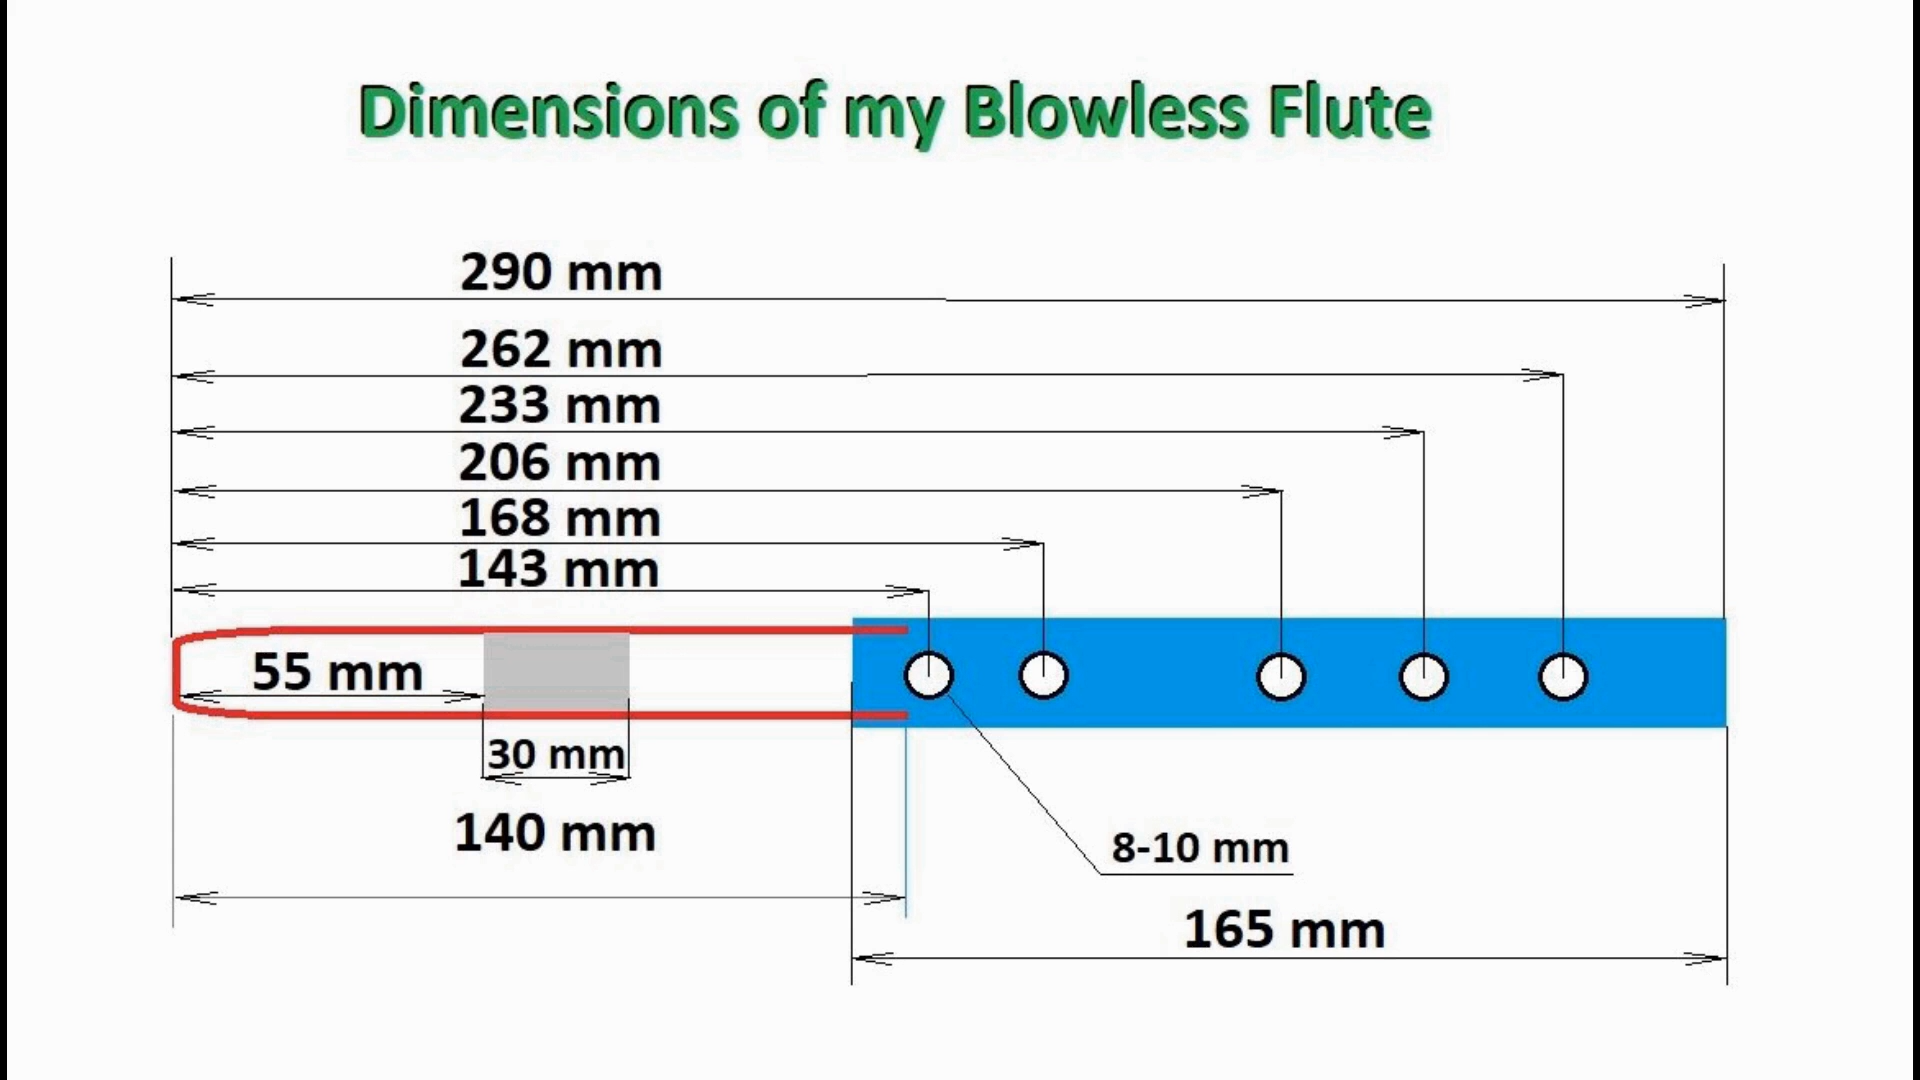 Dimensions of my Blowless Flute
290 mm
262 mm
233 mm
206 mm
168 mm
143 mm
55 mm
30 mm
140 mm
8-10 mm
165 mm